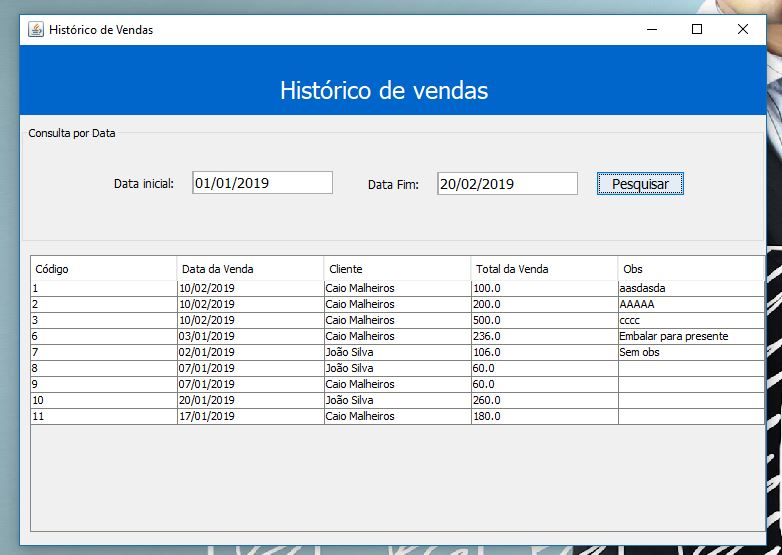 Histórico de Vendas
Histórico de vendas
Consulta por Data
Data inicial: 01/01/2019 Data Fim: 20/02/2019 Pesquisar
Código Data da Venda Cliente Total da Venda Obs
1 10/02/2019 Caio Malheiros 100.0 aasdasda
2 10/02/2019 Caio Malheiros 200.0 AAAAA
3 10/02/2019 Caio Malheiros 500.0 cccc
6 03/01/2019 Caio Malheiros 236.0 Embalar para presente
7 02/01/2019 João Silva 106.0 Sem obs
8 07/01/2019 João Silva 60.0
9 07/01/2019 Caio Malheiros 60.0
10 20/01/2019 João Silva 260.0
11 17/01/2019 Caio Malheiros 180.0